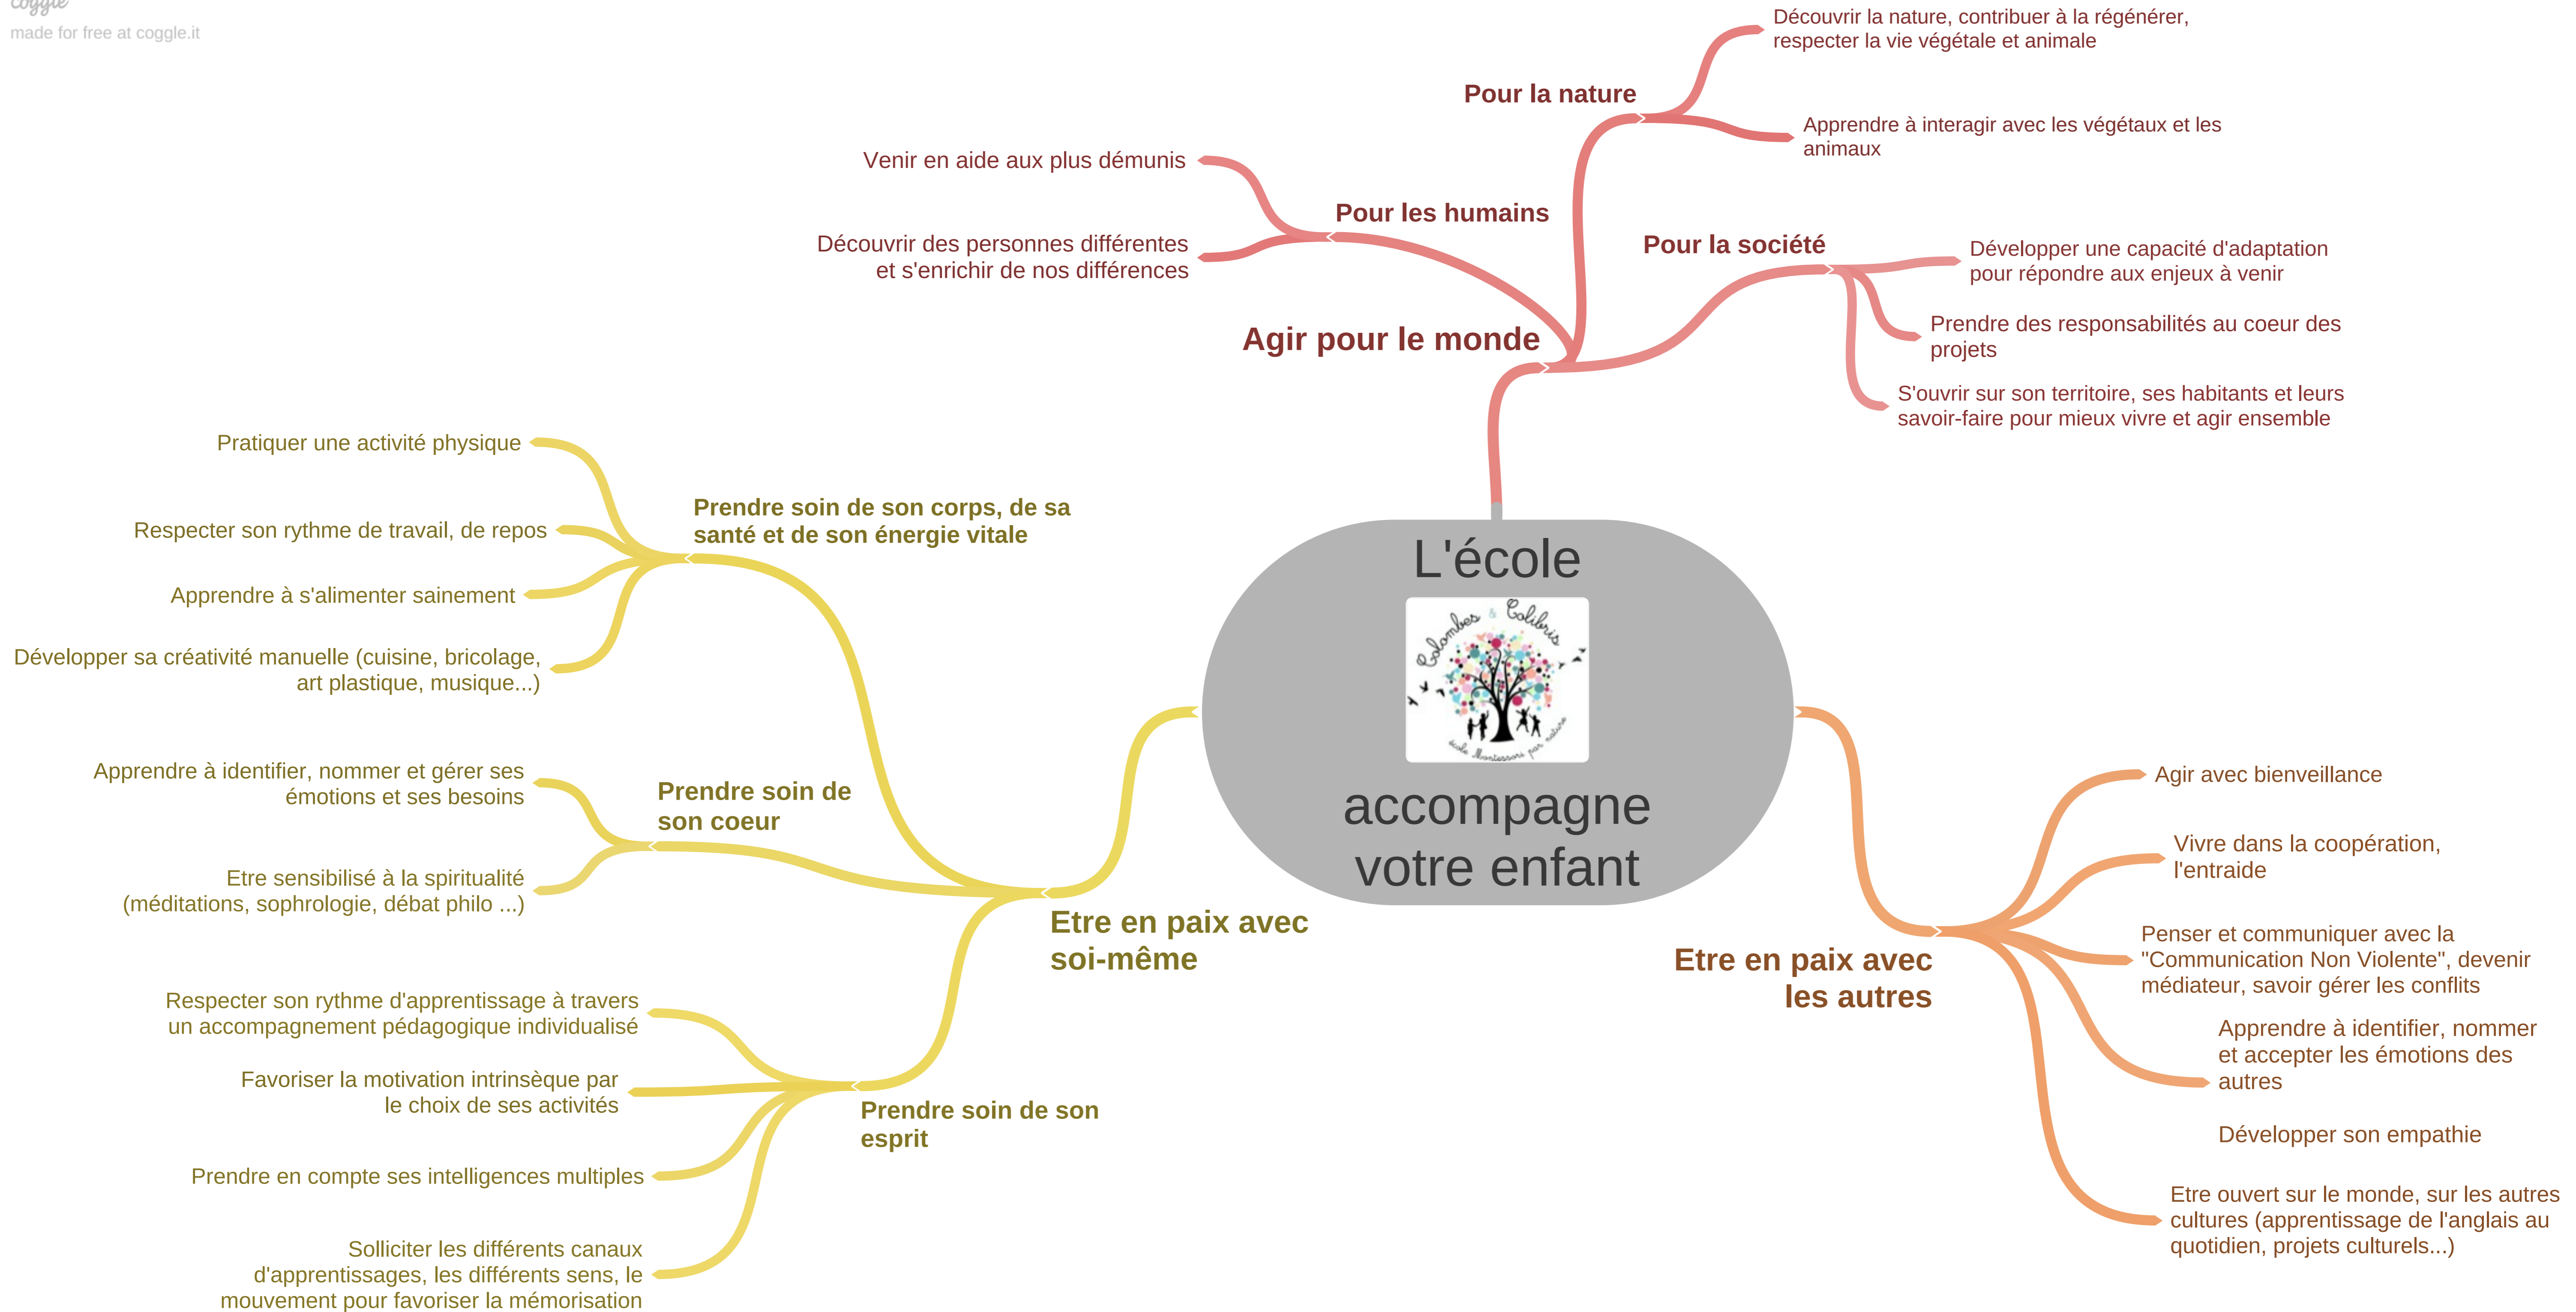 coggle
made for free at coggle.it
Découvrir la nature, contribuer à la régénérer,
respecter la vie végétale et animale
Pour la nature
Apprendre à interagir avec les végétaux et les
animaux
Venir en aide aux plus démunis
Pour les humains
Découvrir des personnes différentes
et s'enrichir de nos différences
Pour la société
Développer une capacité d'adaptation
pour répondre aux enjeux à venir
Prendre des responsabilités au coeur des
projets
S'ouvrir sur son territoire, ses habitants et leurs
savoir-faire pour mieux vivre et agir ensemble
Agir pour le monde
Pratiquer une activité physique
Respecter son rythme de travail, de repos
Apprendre à s'alimenter sainement
Développer sa créativité manuelle (cuisine, bricolage,
art plastique, musique...)
Prendre soin de son corps, de sa
santé et de son énergie vitale
Apprendre à identifier, nommer et gérer ses
émotions et ses besoins
Etre sensibilisé à la spiritualité
(méditations, sophrologie, débat philo ...)
Prendre soin de
son coeur
L'école
Colombes & Colibris
école Montessori par nature
accompagne
votre enfant
Etre en paix avec
soi-même
Respecter son rythme d'apprentissage à travers
un accompagnement pédagogique individualisé
Favoriser la motivation intrinsèque par
le choix de ses activités
Prendre en compte ses intelligences multiples
Solliciter les différents canaux
d'apprentissages, les différents sens, le
mouvement pour favoriser la mémorisation
Prendre soin de son
esprit
Etre en paix avec
les autres
Agir avec bienveillance
Vivre dans la coopération,
l'entraide
Penser et communiquer avec la
"Communication Non Violente", devenir
médiateur, savoir gérer les conflits
Apprendre à identifier, nommer
et accepter les émotions des
autres
Développer son empathie
Etre ouvert sur le monde, sur les autres
cultures (apprentissage de l'anglais au
quotidien, projets culturels...)